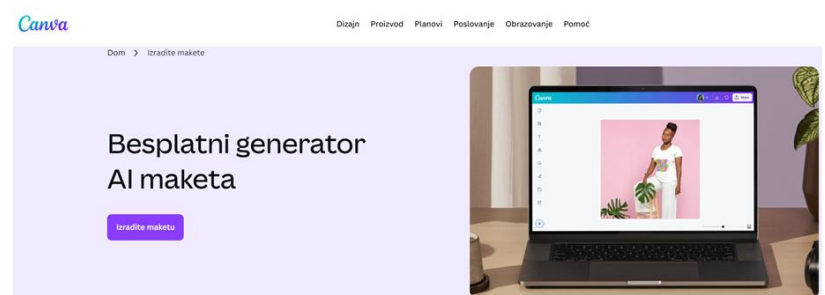 Canva
Dizajn Proizvod Planovi Poslovanje Obrazovanje Pomoć
Dom > Izradite makete
Besplatni generator
AI maketa
Izradite maketu
Canva